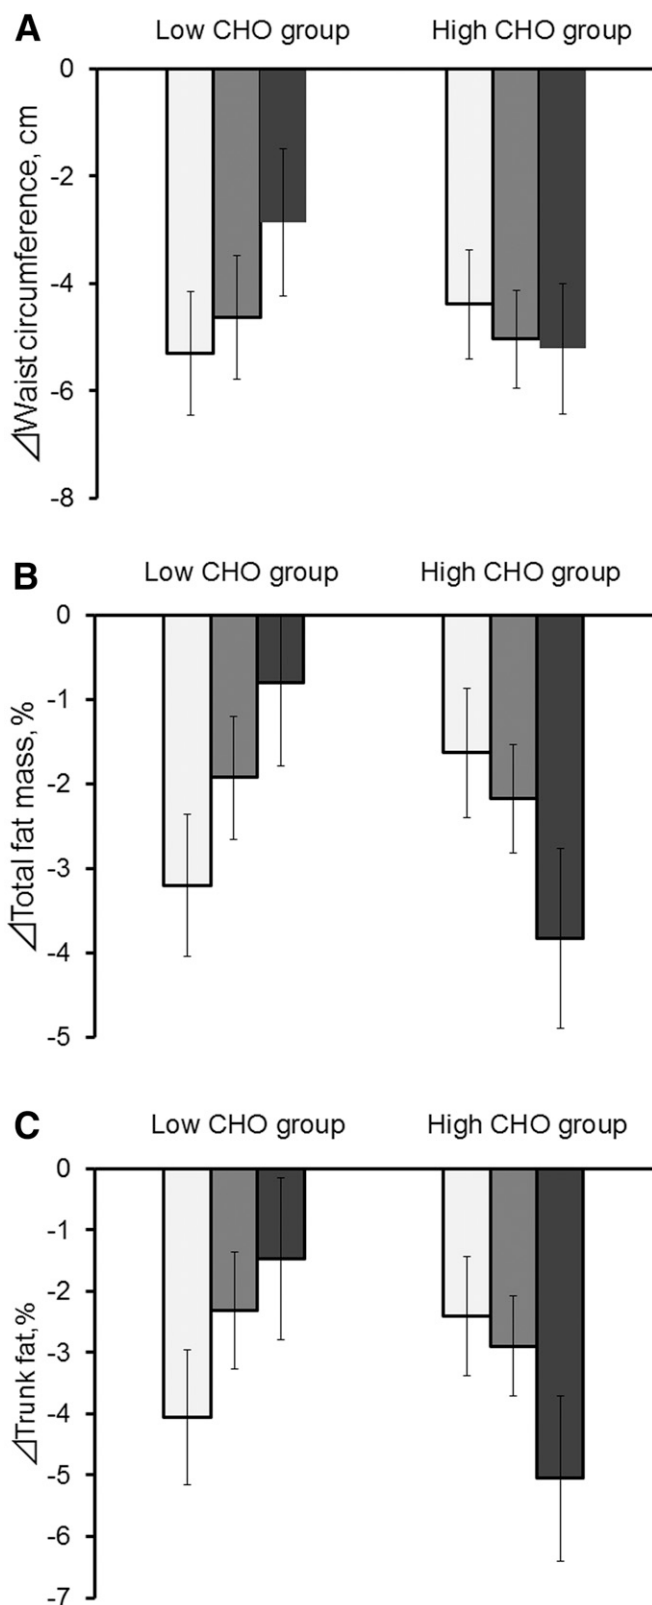 A
Low CHO group
High CHO group
0
-2
-4
-6
-8
⊿Waist circumference, cm
B
Low CHO group
High CHO group
0
-1
-2
-3
-4
-5
⊿Total fat mass, %
C
Low CHO group
High CHO group
0
-1
-2
-3
-4
-5
-6
-7
⊿Trunk fat,%